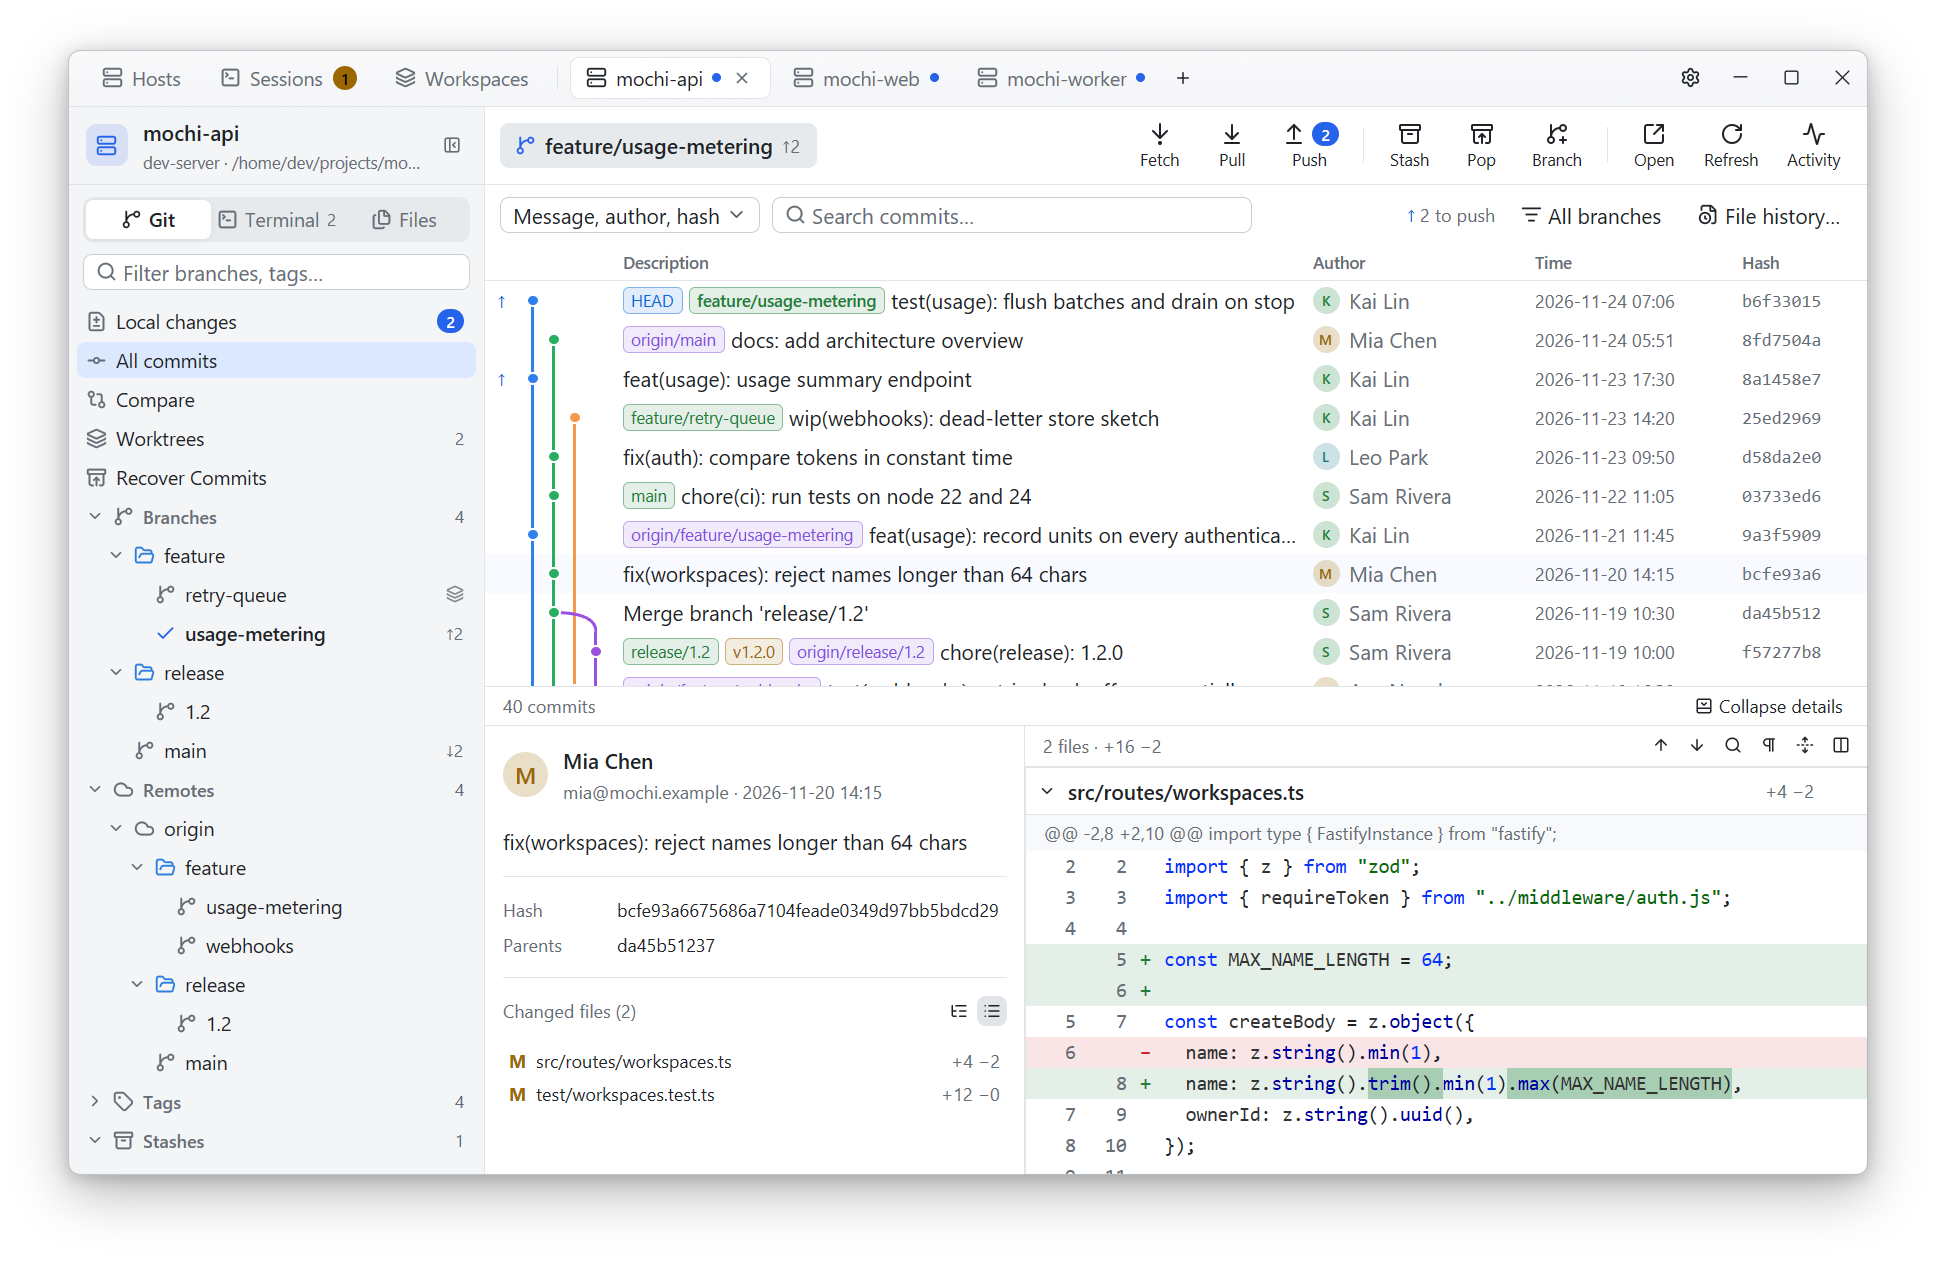 Hosts
Sessions 1
Workspaces
mochi-api
mochi-web
mochi-worker
mochi-api
dev-server · /home/dev/projects/mo...
feature/usage-metering ↑2
Fetch
Pull
Push 2
Stash
Pop
Branch
Open
Refresh
Activity
Git
Terminal 2
Files
Filter branches, tags...
Local changes 2
All commits
Compare
Worktrees 2
Recover Commits
Branches 4
feature
retry-queue
usage-metering ↑2
release
1.2
main ↓2
Remotes 4
origin
feature
usage-metering
webhooks
release
1.2
main
Tags 4
Stashes 1
Message, author, hash
Search commits...
↑ 2 to push
All branches
File history...
Description Author Time Hash
↑ HEAD feature/usage-metering test(usage): flush batches and drain on stop K Kai Lin 2026-11-24 07:06 b6f33015
origin/main docs: add architecture overview M Mia Chen 2026-11-24 05:51 8fd7504a
↑ feat(usage): usage summary endpoint K Kai Lin 2026-11-23 17:30 8a1458e7
feature/retry-queue wip(webhooks): dead-letter store sketch K Kai Lin 2026-11-23 14:20 25ed2969
fix(auth): compare tokens in constant time L Leo Park 2026-11-23 09:50 d58da2e0
main chore(ci): run tests on node 22 and 24 S Sam Rivera 2026-11-22 11:05 03733ed6
origin/feature/usage-metering feat(usage): record units on every authentica... K Kai Lin 2026-11-21 11:45 9a3f5909
fix(workspaces): reject names longer than 64 chars M Mia Chen 2026-11-20 14:15 bcfe93a6
Merge branch 'release/1.2' S Sam Rivera 2026-11-19 10:30 da45b512
release/1.2 v1.2.0 origin/release/1.2 chore(release): 1.2.0 S Sam Rivera 2026-11-19 10:00 f57277b8
40 commits
Collapse details
M Mia Chen
mia@mochi.example · 2026-11-20 14:15
fix(workspaces): reject names longer than 64 chars
Hash bcfe93a6675686a7104feade0349d97bb5bdcd29
Parents da45b51237
Changed files (2)
M src/routes/workspaces.ts +4 −2
M test/workspaces.test.ts +12 −0
2 files · +16 −2
src/routes/workspaces.ts +4 −2
@@ -2,8 +2,10 @@ import type { FastifyInstance } from "fastify";
2 2 import { z } from "zod";
3 3 import { requireToken } from "../middleware/auth.js";
4 4
5 + const MAX_NAME_LENGTH = 64;
6 +
5 7 const createBody = z.object({
6 - name: z.string().min(1),
8 + name: z.string().trim().min(1).max(MAX_NAME_LENGTH),
7 9 ownerId: z.string().uuid(),
8 10 });